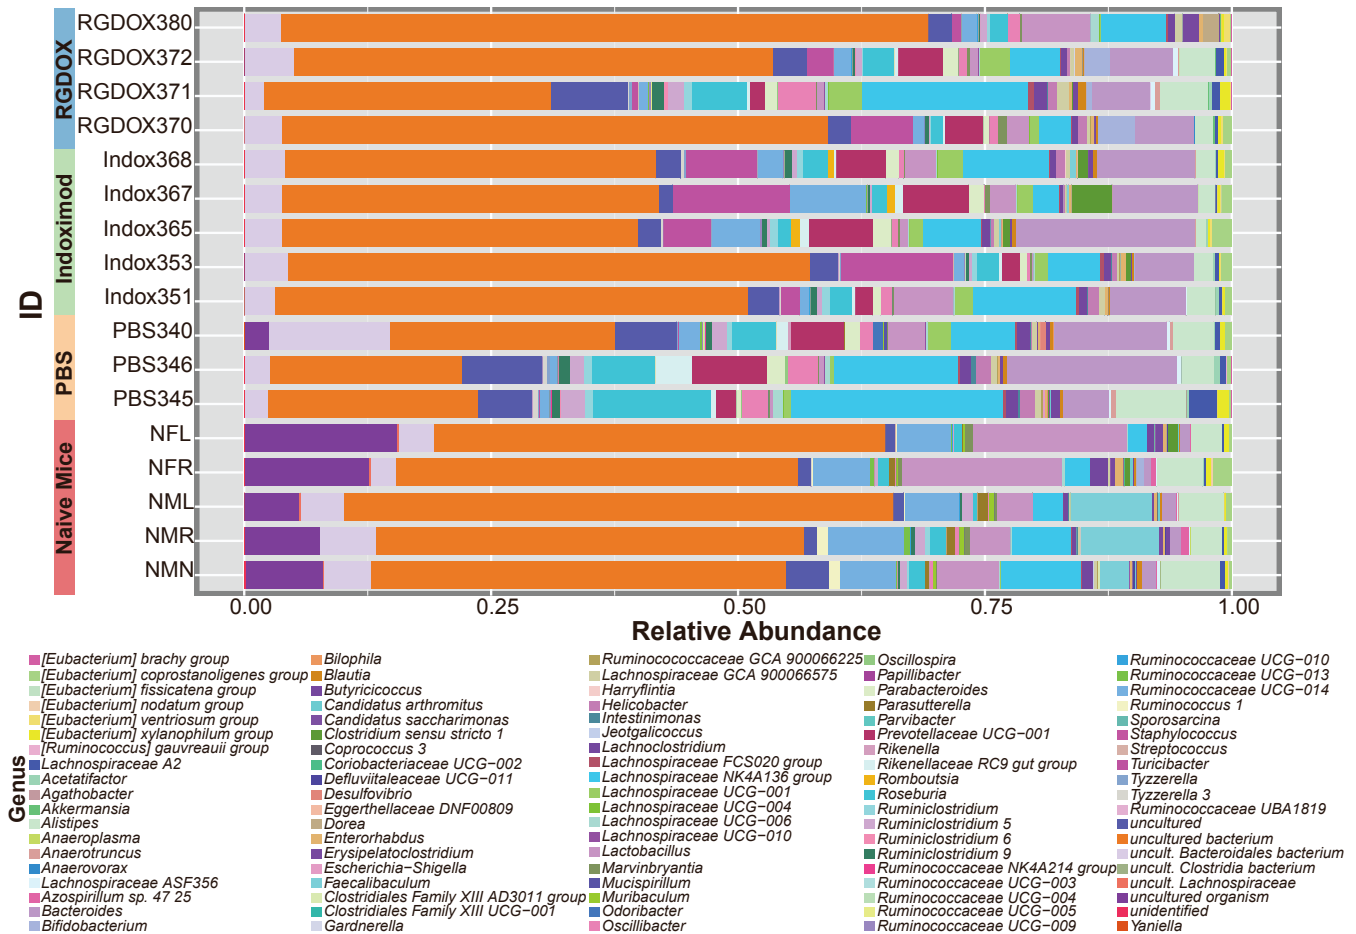 RGDOX380
RGDOX372
RGDOX371
RGDOX370
Indox368
Indox367
Indox365
Indox353
Indox351
PBS340
PBS346
PBS345
NFL
NFR
NML
NMR
NMN
RGDOX
Indoximod
PBS
Naive Mice
ID
0.00 0.25 0.50 0.75 1.00
Relative Abundance
Genus
[Eubacterium] brachy group
[Eubacterium] coprostanoligenes group
[Eubacterium] fissicatena group
[Eubacterium] nodatum group
[Eubacterium] ventriosum group
[Eubacterium] xylanophilum group
[Ruminococcus] gauvreauii group
Lachnospiraceae A2
Acetatifactor
Agathobacter
Akkermansia
Alistipes
Anaeroplasma
Anaerotruncus
Anaerovorax
Lachnospiraceae ASF356
Azospirillum sp. 47 25
Bacteroides
Bifidobacterium
Bilophila
Blautia
Butyricicoccus
Candidatus arthromitus
Candidatus saccharimonas
Clostridium sensu stricto 1
Coprococcus 3
Coriobacteriaceae UCG−002
Defluviitaleaceae UCG−011
Desulfovibrio
Eggerthellaceae DNF00809
Dorea
Enterorhabdus
Erysipelatoclostridium
Escherichia−Shigella
Faecalibaculum
Clostridiales Family XIII AD3011 group
Clostridiales Family XIII UCG−001
Gardnerella
Ruminococcaceae GCA 900066225
Lachnospiraceae GCA 900066575
Harryflintia
Helicobacter
Intestinimonas
Jeotgalicoccus
Lachnoclostridium
Lachnospiraceae FCS020 group
Lachnospiraceae NK4A136 group
Lachnospiraceae UCG−001
Lachnospiraceae UCG−004
Lachnospiraceae UCG−006
Lachnospiraceae UCG−010
Lactobacillus
Marvinbryantia
Mucispirillum
Muribaculum
Odoribacter
Oscillibacter
Oscillospira
Papillibacter
Parabacteroides
Parasutterella
Parvibacter
Prevotellaceae UCG−001
Rikenella
Rikenellaceae RC9 gut group
Romboutsia
Roseburia
Ruminiclostridium
Ruminiclostridium 5
Ruminiclostridium 6
Ruminiclostridium 9
Ruminococcaceae NK4A214 group
Ruminococcaceae UCG−003
Ruminococcaceae UCG−004
Ruminococcaceae UCG−005
Ruminococcaceae UCG−009
Ruminococcaceae UCG−010
Ruminococcaceae UCG−013
Ruminococcaceae UCG−014
Ruminococcus 1
Sporosarcina
Staphylococcus
Streptococcus
Turicibacter
Tyzzerella
Tyzzerella 3
Ruminococcaceae UBA1819
uncultured
uncultured bacterium
uncult. Bacteroidales bacterium
uncult. Clostridia bacterium
uncult. Lachnospiraceae
uncultured organism
unidentified
Yaniella